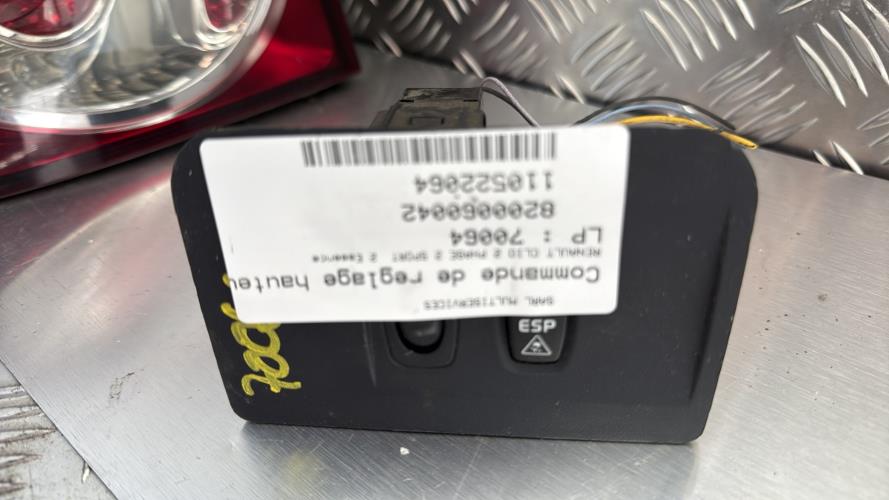 SARL MULTISERVICES
Commande de reglage hauteu
RENAULT CLIO 2 PHASE 2 SPORT 2 Essence
LP : 70064
8200060042
110522064
ESP